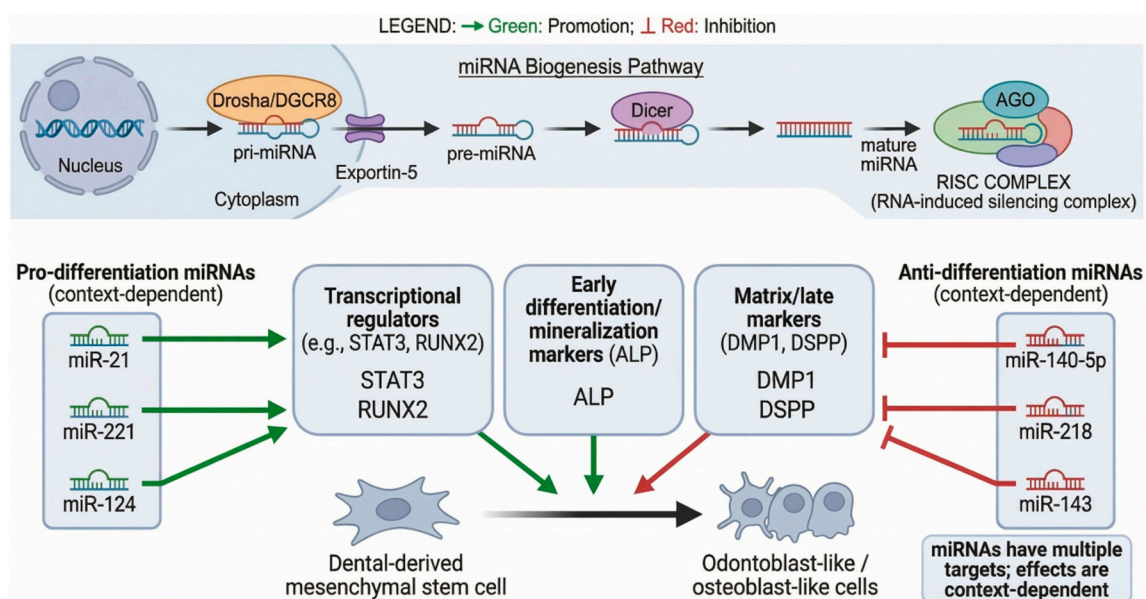 LEGEND: → Green: Promotion; ⊥ Red: Inhibition
miRNA Biogenesis Pathway
Nucleus
Drosha/DGCR8
pri-miRNA
Cytoplasm
Exportin-5
pre-miRNA
Dicer
mature
miRNA
AGO
RISC COMPLEX
(RNA-induced silencing complex)
Pro-differentiation miRNAs
(context-dependent)
miR-21
miR-221
miR-124
Transcriptional
regulators
(e.g., STAT3, RUNX2)
STAT3
RUNX2
Early
differentiation/
mineralization
markers (ALP)
ALP
Matrix/late
markers
(DMP1, DSPP)
DMP1
DSPP
Anti-differentiation miRNAs
(context-dependent)
miR-140-5p
miR-218
miR-143
Dental-derived
mesenchymal stem cell
Odontoblast-like /
osteoblast-like cells
miRNAs have multiple
targets; effects are
context-dependent